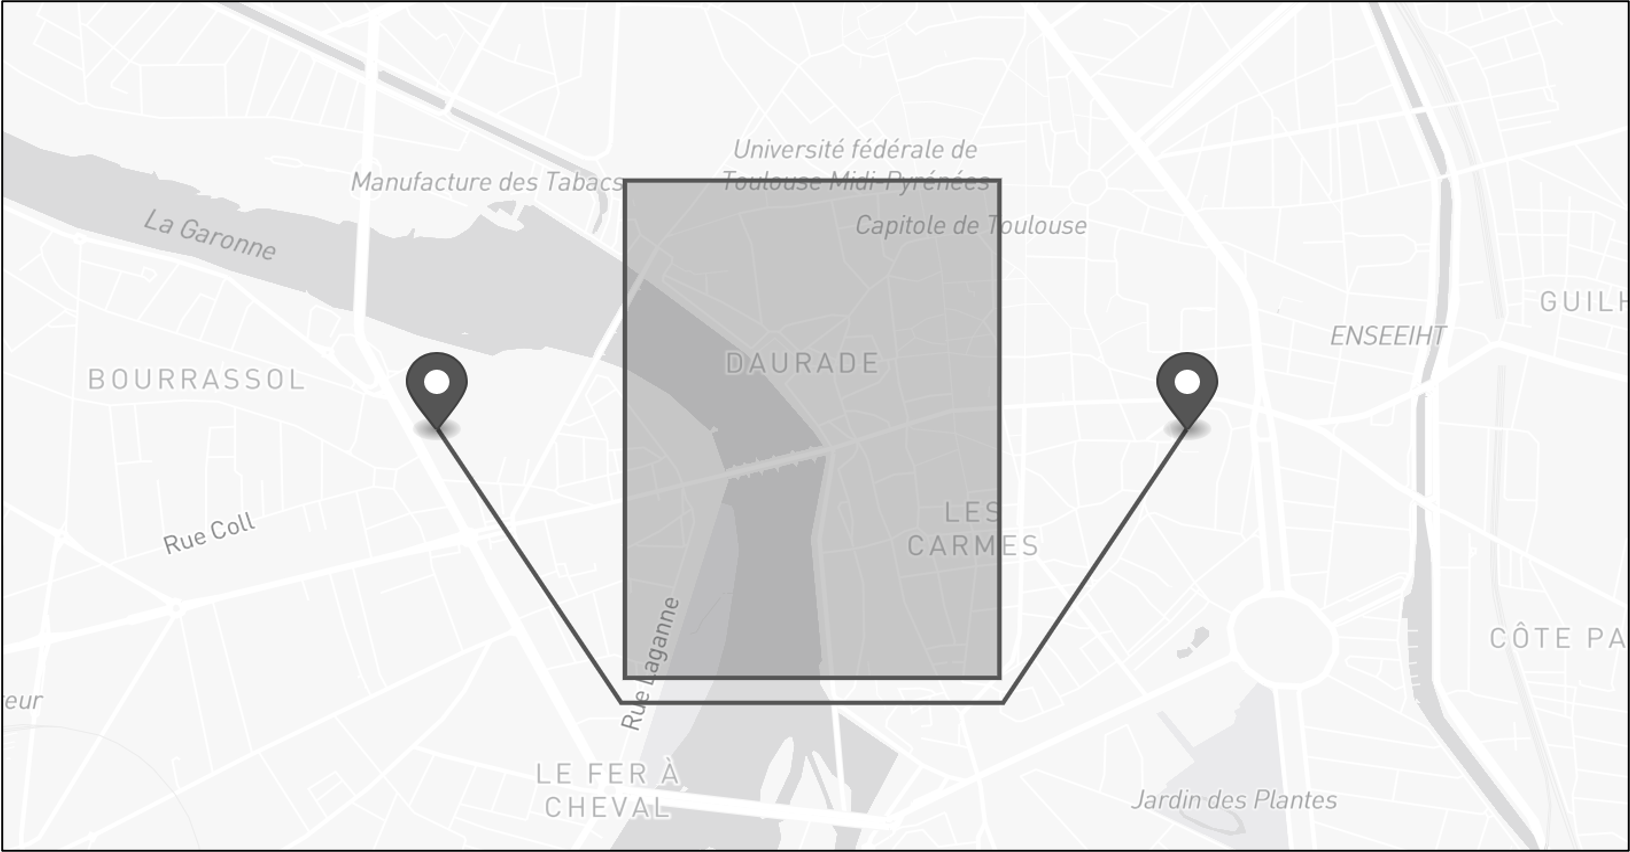 Université fédérale de
Toulouse Midi-Pyrénées
Manufacture des Tabacs
Capitole de Toulouse
La Garonne
GUILH
ENSEEIHT
DAURADE
BOURRASSOL
LES
CARMES
Rue Coll
Rue Laganne
CÔTE PA
teur
LE FER À
CHEVAL
Jardin des Plantes